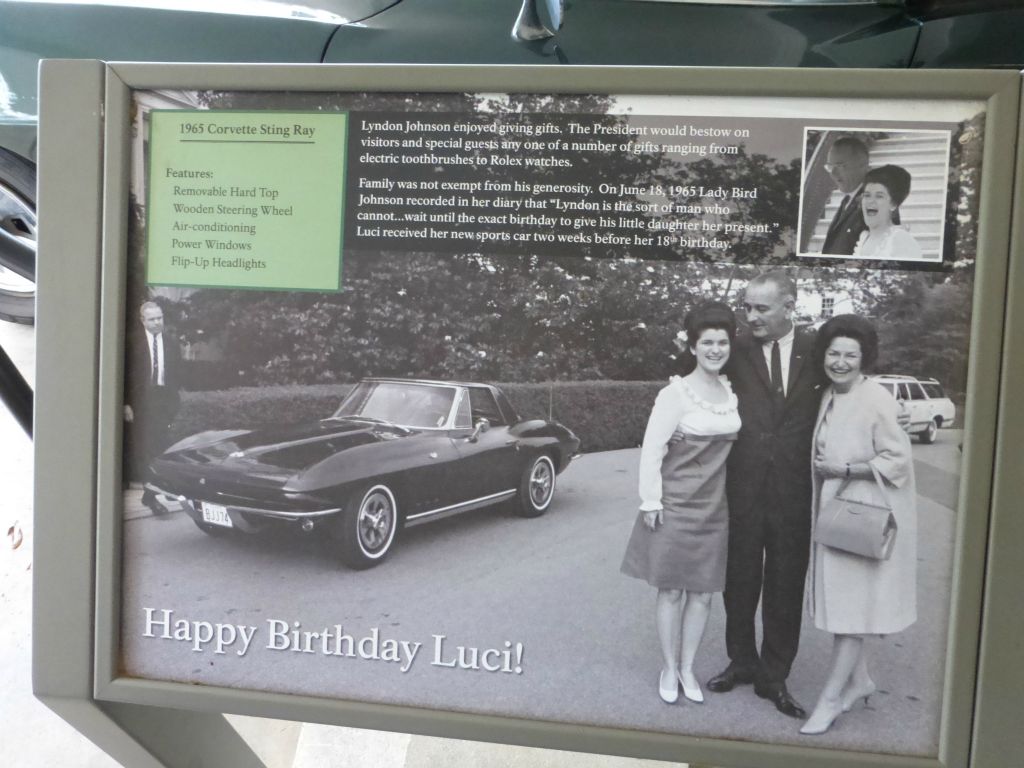 1965 Corvette Sting Ray
Features:
Removable Hard Top
Wooden Steering Wheel
Air-conditioning
Power Windows
Flip-Up Headlights
Lyndon Johnson enjoyed giving gifts. The President would bestow on
visitors and special guests any one of a number of gifts ranging from
electric toothbrushes to Rolex watches.
Family was not exempt from his generosity. On June 18, 1965 Lady Bird
Johnson recorded in her diary that "Lyndon is the sort of man who
cannot...wait until the exact birthday to give his little daughter her present."
Luci received her new sports car two weeks before her 18th birthday.
BJJ74
Happy Birthday Luci!